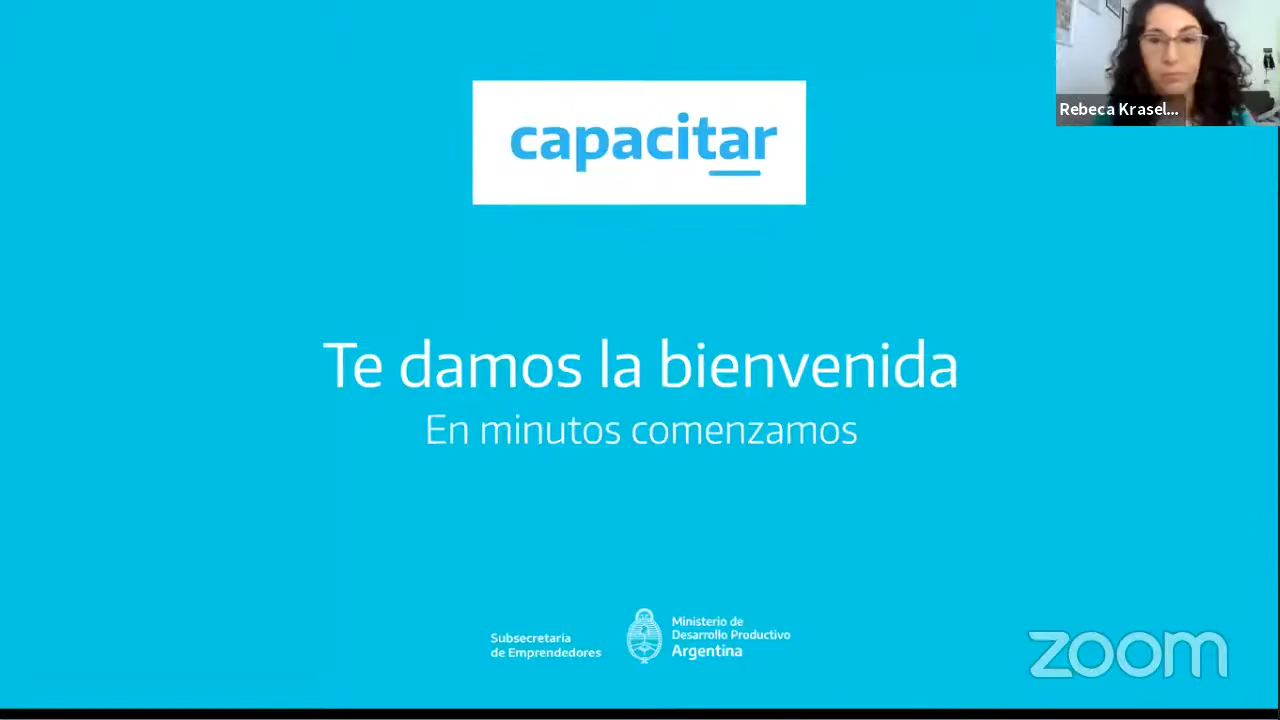 capacitar
Rebeca Krasel...
Te damos la bienvenida
En minutos comenzamos
Subsecretaría
de Emprendedores
Ministerio de
Desarrollo Productivo
Argentina
zoom